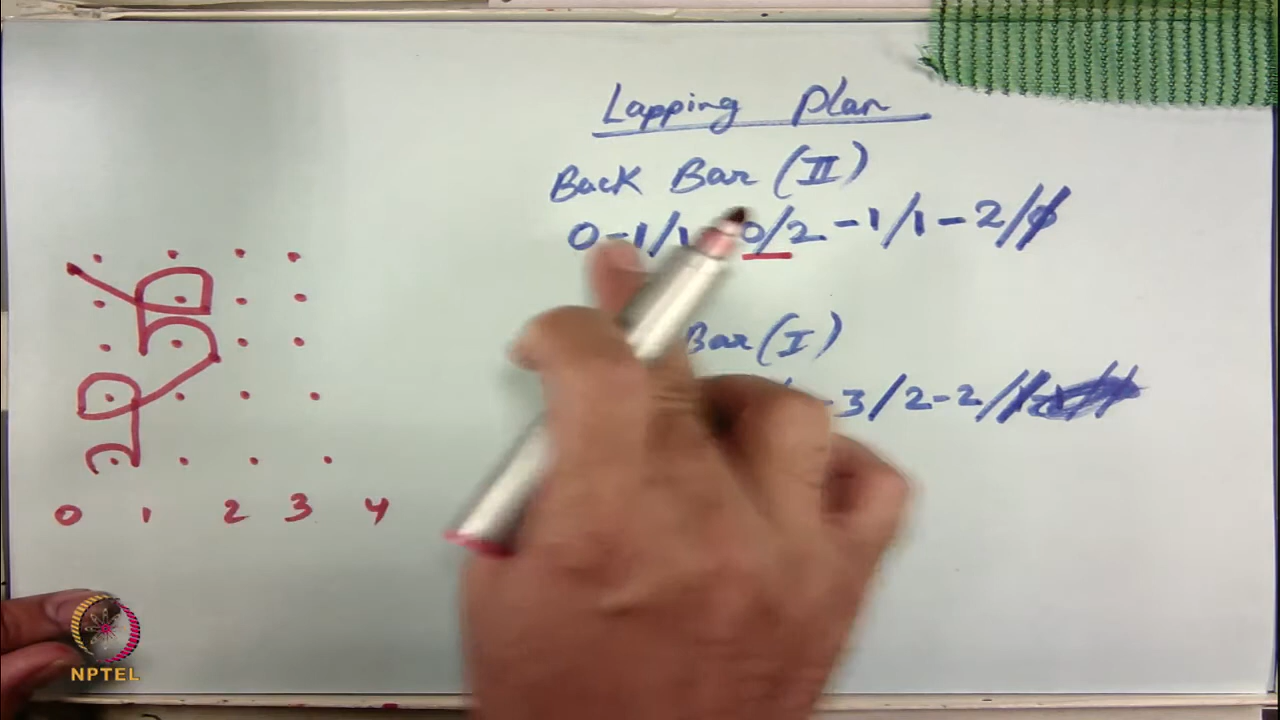 Lapping Plan
Back Bar (II)
0-1/1 0/2-1/1-2//
Bar (I)
-3/2-2//
0 1 2 3 4
NPTEL